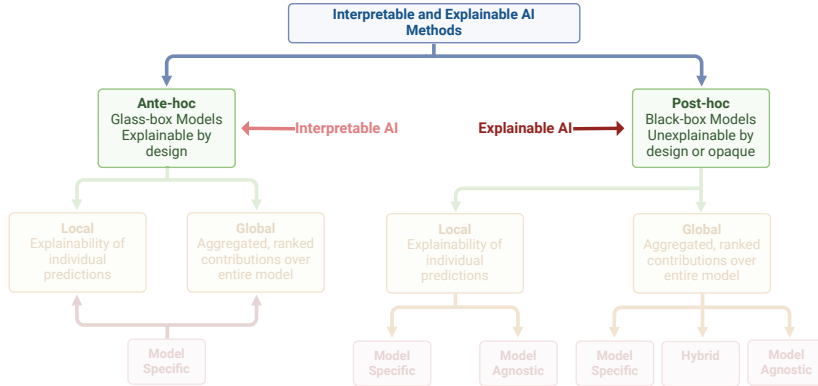 Interpretable and Explainable AI
Methods
Ante-hoc
Glass-box Models
Explainable by
design
Interpretable AI
Explainable AI
Post-hoc
Black-box Models
Unexplainable by
design or opaque
Local
Explainability of
individual
predictions
Global
Aggregated, ranked
contributions over
entire model
Local
Explainability of
individual
predictions
Global
Aggregated, ranked
contributions over
entire model
Model
Specific
Model
Specific
Model
Agnostic
Model
Specific
Hybrid
Model
Agnostic